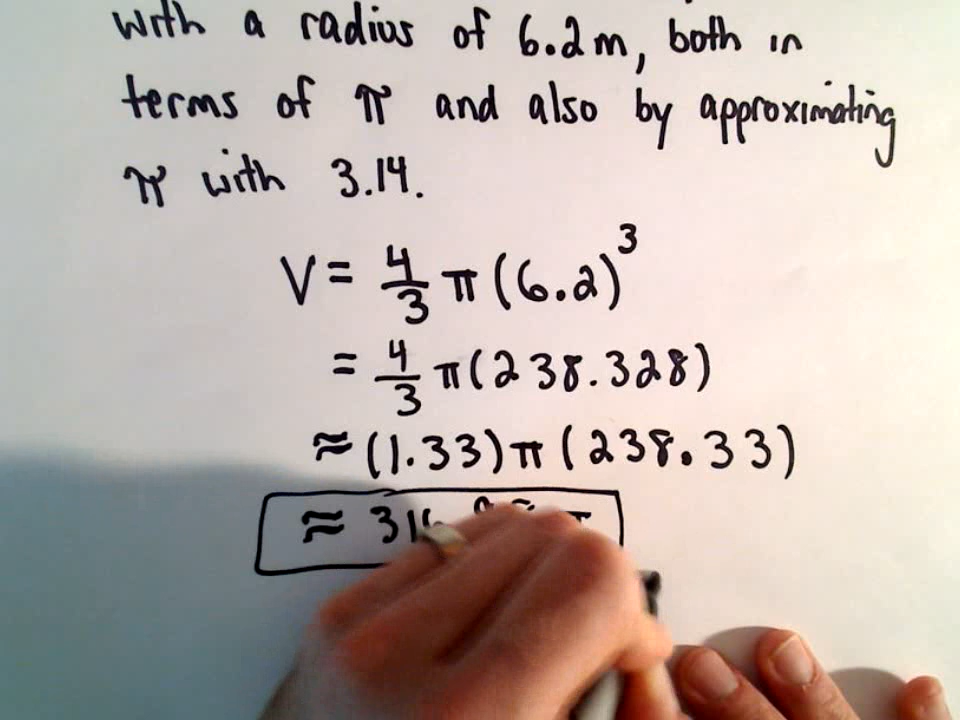 with a radius of 6.2m, both in
terms of π and also by approximating
π with 3.14.
V = 4/3 π (6.2)^3
= 4/3 π (238.328)
≈ (1.33) π (238.33)
≈